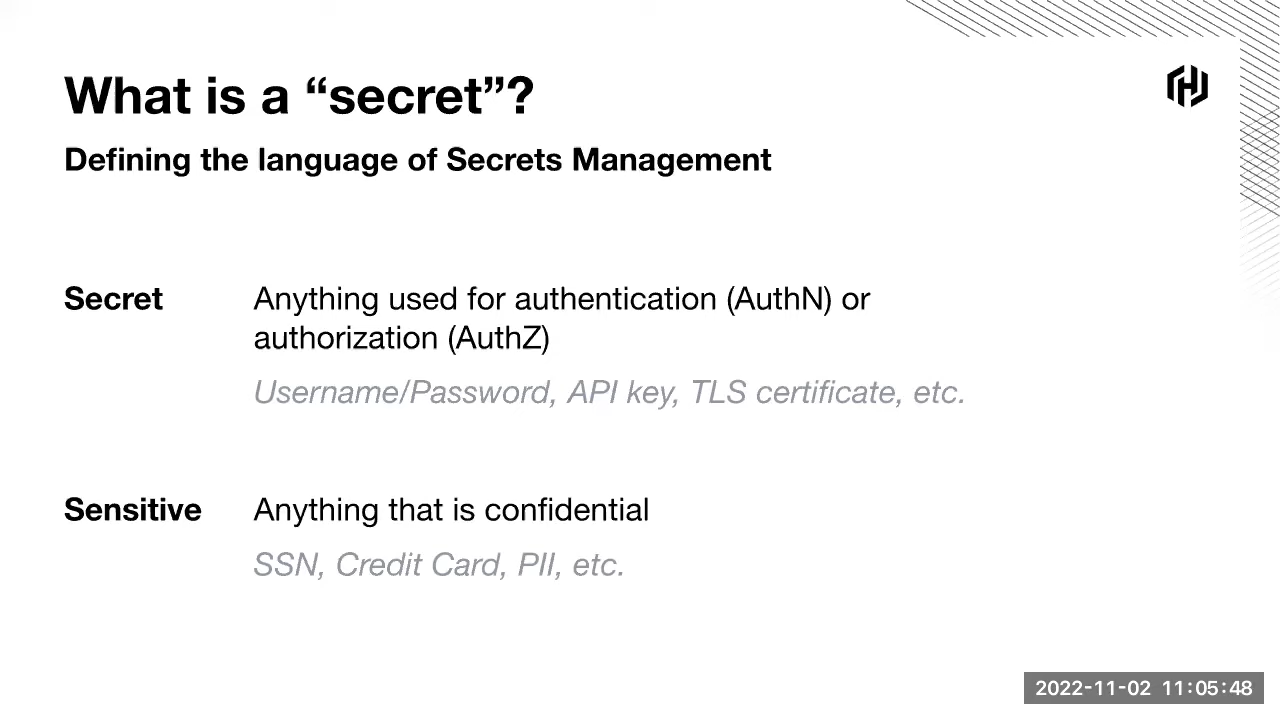 What is a “secret”?
Defining the language of Secrets Management
Secret
Anything used for authentication (AuthN) or
authorization (AuthZ)
Username/Password, API key, TLS certificate, etc.
Sensitive
Anything that is confidential
SSN, Credit Card, PII, etc.
2022-11-02 11:05:48